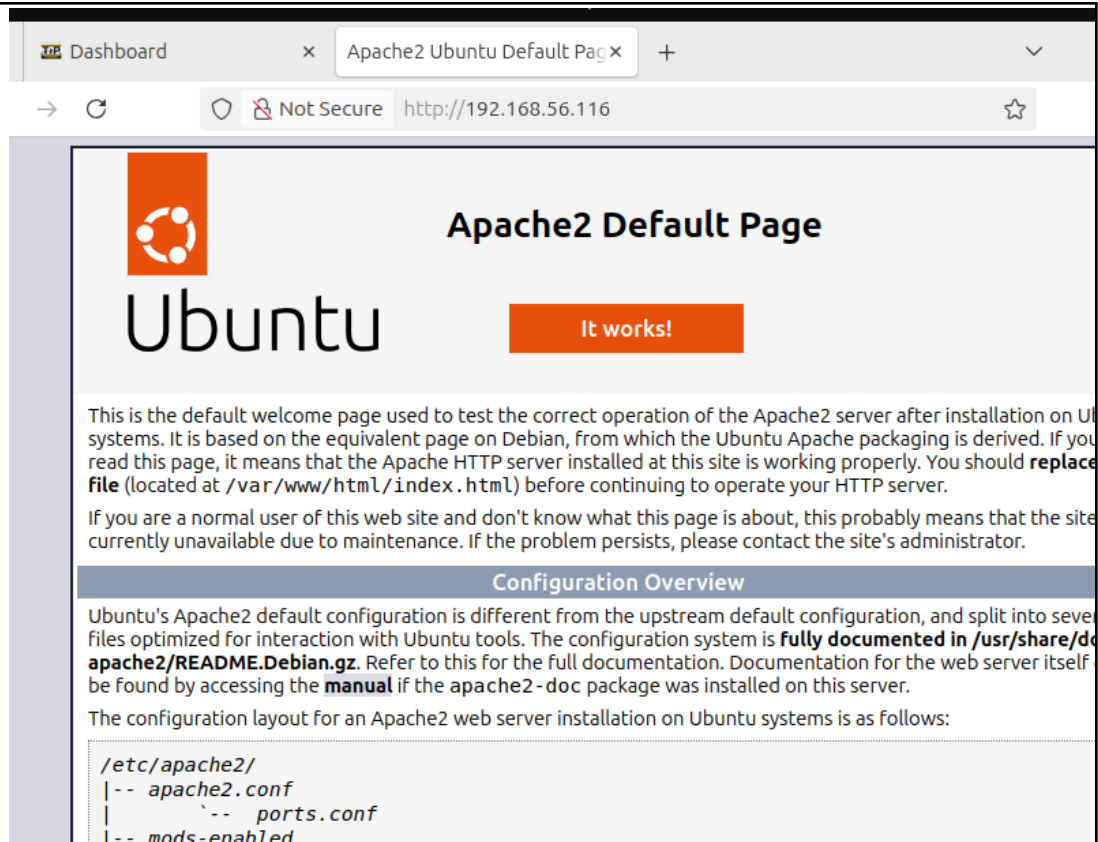 Dashboard
Apache2 Ubuntu Default Pag
Not Secure http://192.168.56.116
Apache2 Default Page
Ubuntu
It works!
This is the default welcome page used to test the correct operation of the Apache2 server after installation on
systems. It is based on the equivalent page on Debian, from which the Ubuntu Apache packaging is derived. If you
read this page, it means that the Apache HTTP server installed at this site is working properly. You should replace
file (located at /var/www/html/index.html) before continuing to operate your HTTP server.
If you are a normal user of this web site and don't know what this page is about, this probably means that the site
currently unavailable due to maintenance. If the problem persists, please contact the site's administrator.
Configuration Overview
Ubuntu's Apache2 default configuration is different from the upstream default configuration, and split into sever
files optimized for interaction with Ubuntu tools. The configuration system is fully documented in /usr/share/do
apache2/README.Debian.gz. Refer to this for the full documentation. Documentation for the web server itself
be found by accessing the manual if the apache2-doc package was installed on this server.
The configuration layout for an Apache2 web server installation on Ubuntu systems is as follows:
/etc/apache2/
|-- apache2.conf
|       `--  ports.conf
|-- mods-enabled